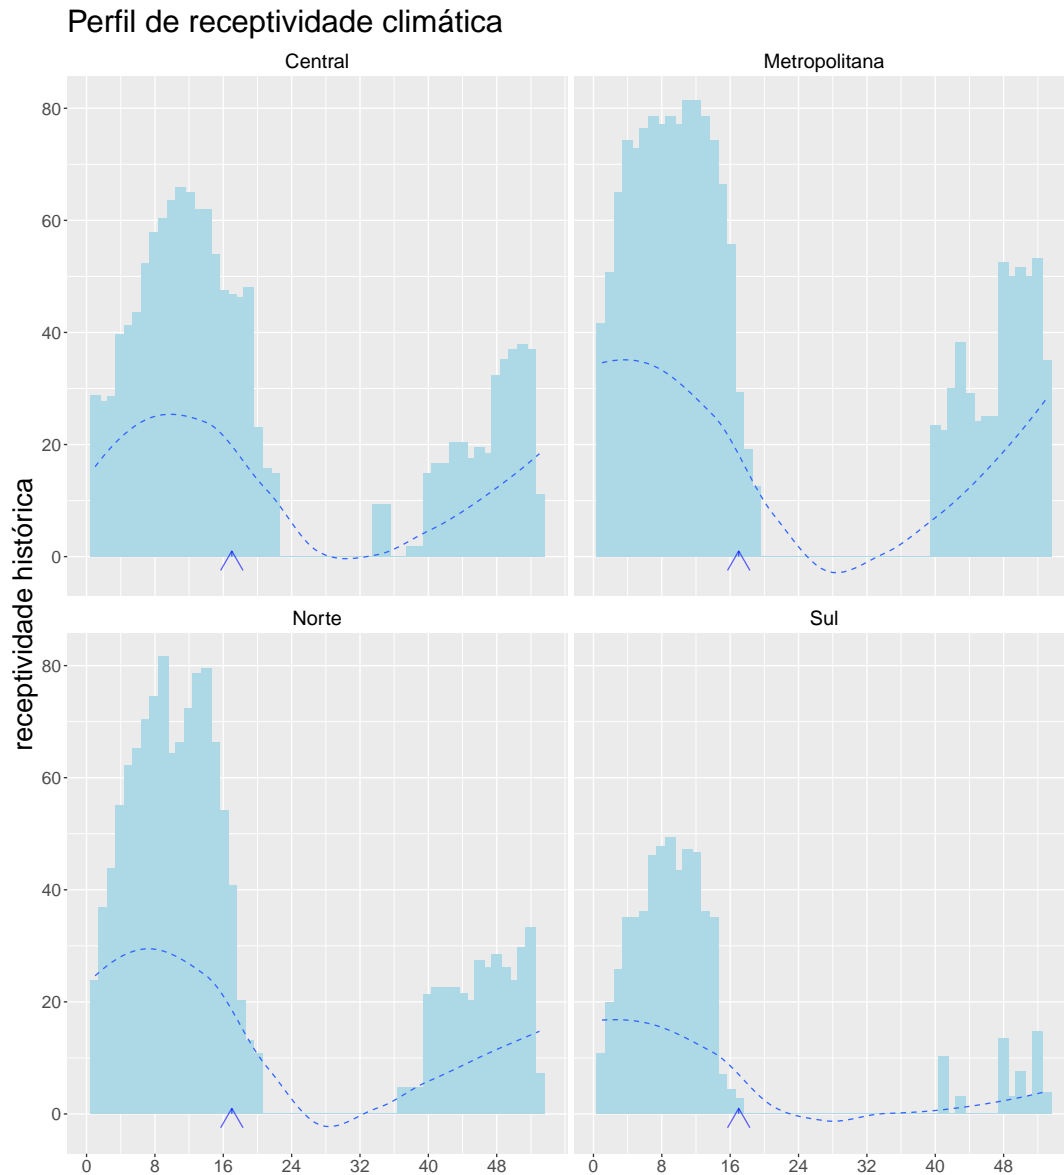 Perfil de receptividade climática
Central
Metropolitana
80
60
40
20
0
Norte
Sul
receptividade histórica
80
60
40
20
0
0 8 16 24 32 40 48
0 8 16 24 32 40 48